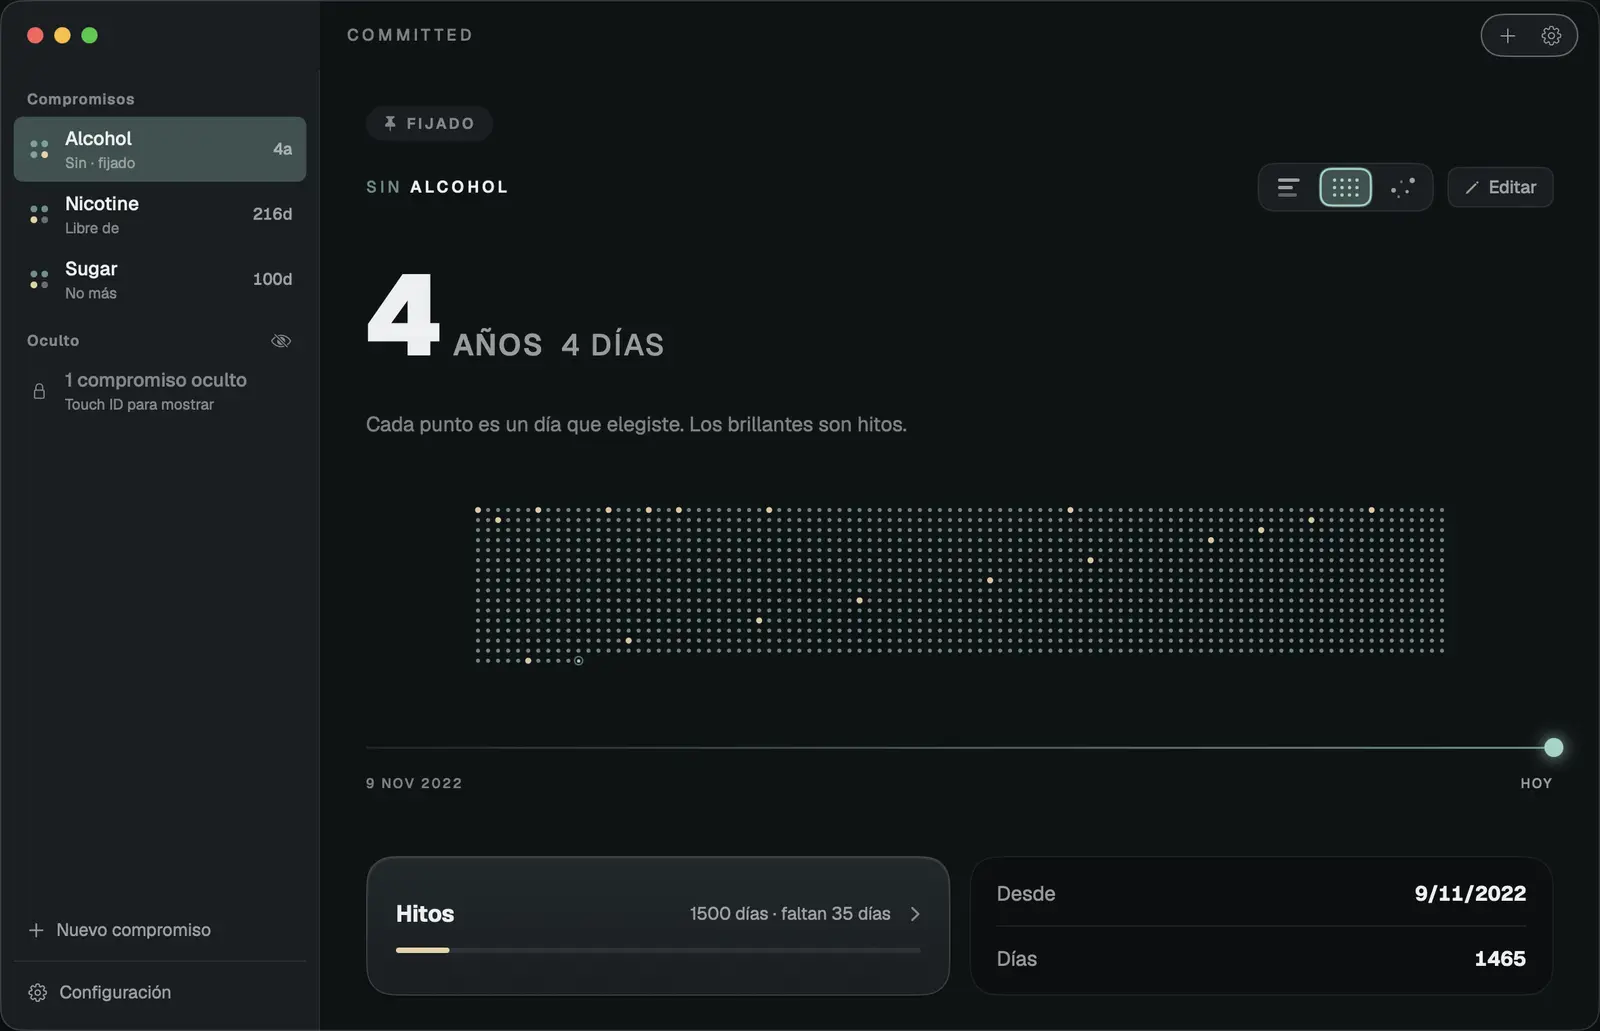 COMMITTED
Compromisos
Alcohol
Sin · fijado
4a
Nicotine
Libre de
216d
Sugar
No más
100d
Oculto
1 compromiso oculto
Touch ID para mostrar
Nuevo compromiso
Configuración
FIJADO
SIN ALCOHOL
Editar
4 AÑOS 4 DÍAS
Cada punto es un día que elegiste. Los brillantes son hitos.
9 NOV 2022
HOY
Hitos
1500 días · faltan 35 días
Desde
9/11/2022
Días
1465